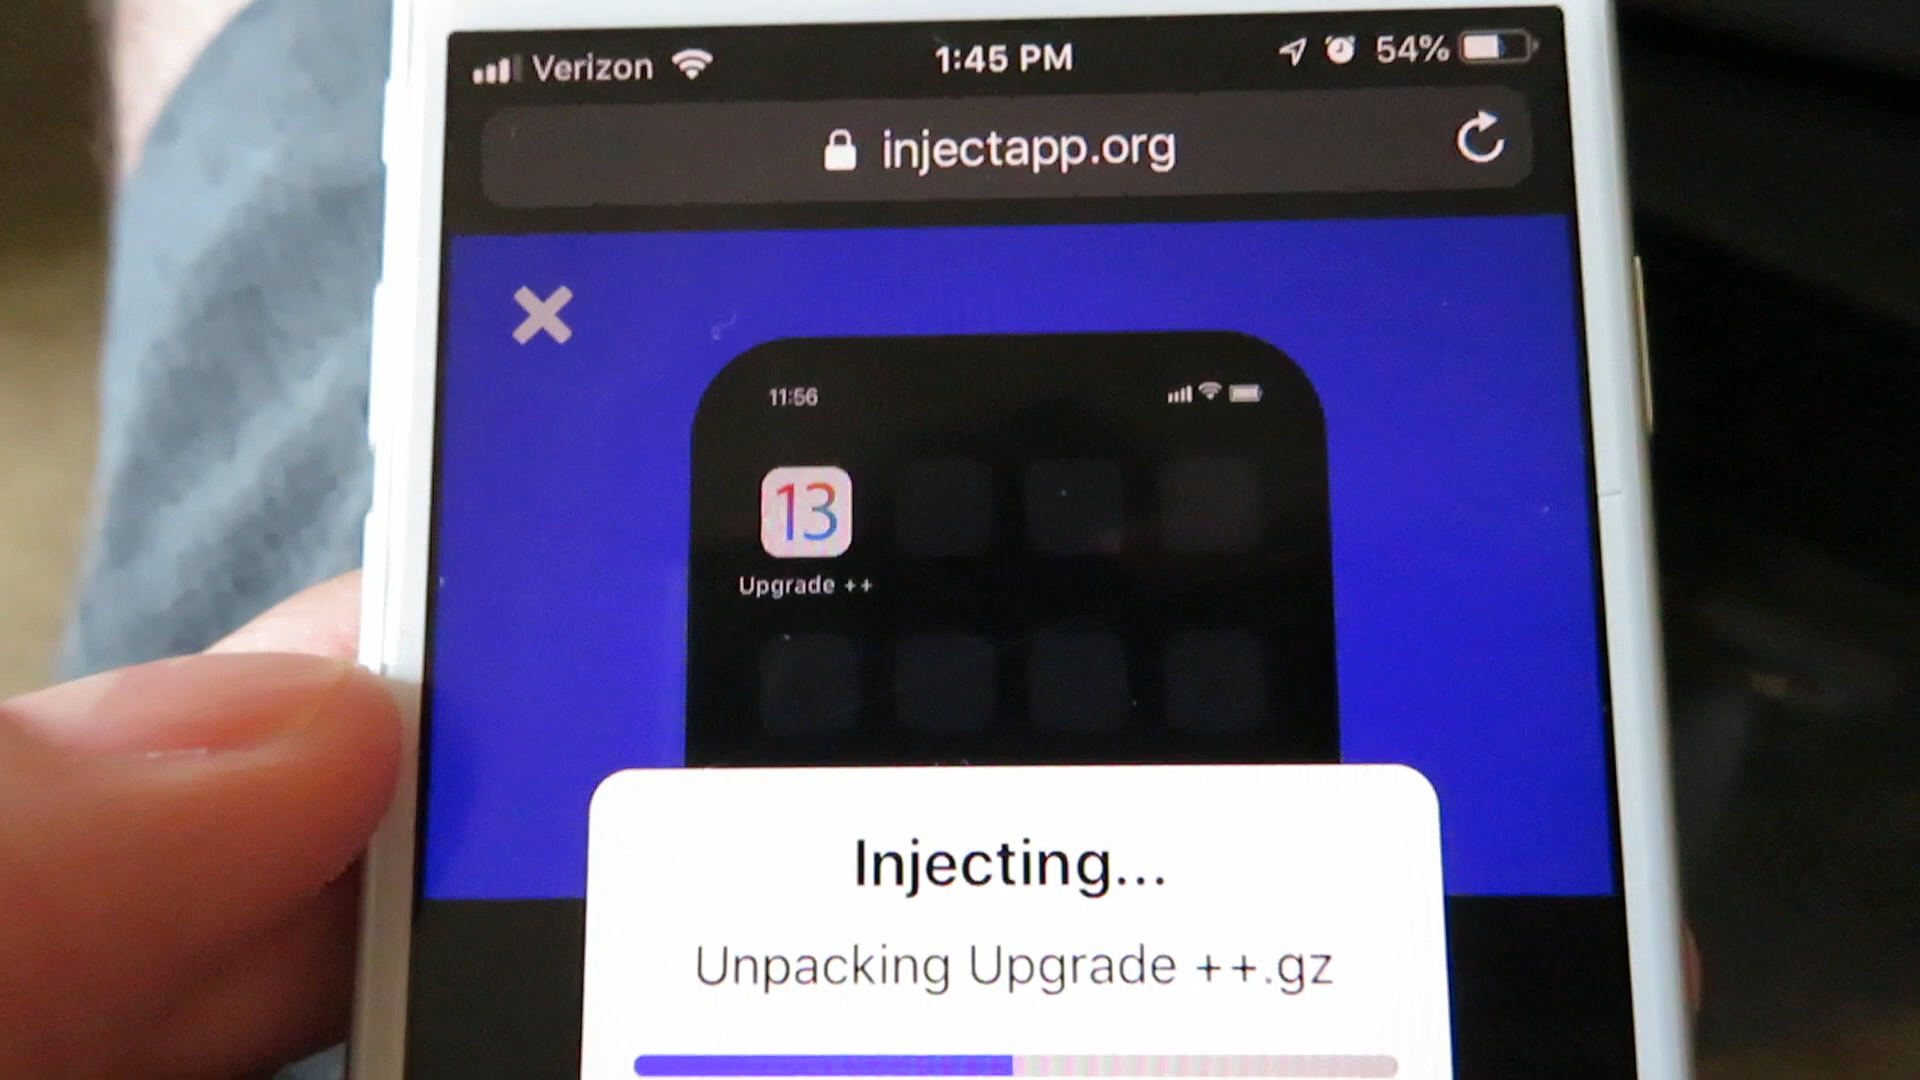 Verizon 1:45 PM 54%
injectapp.org
11:56
13
Upgrade ++
Injecting...
Unpacking Upgrade ++.gz